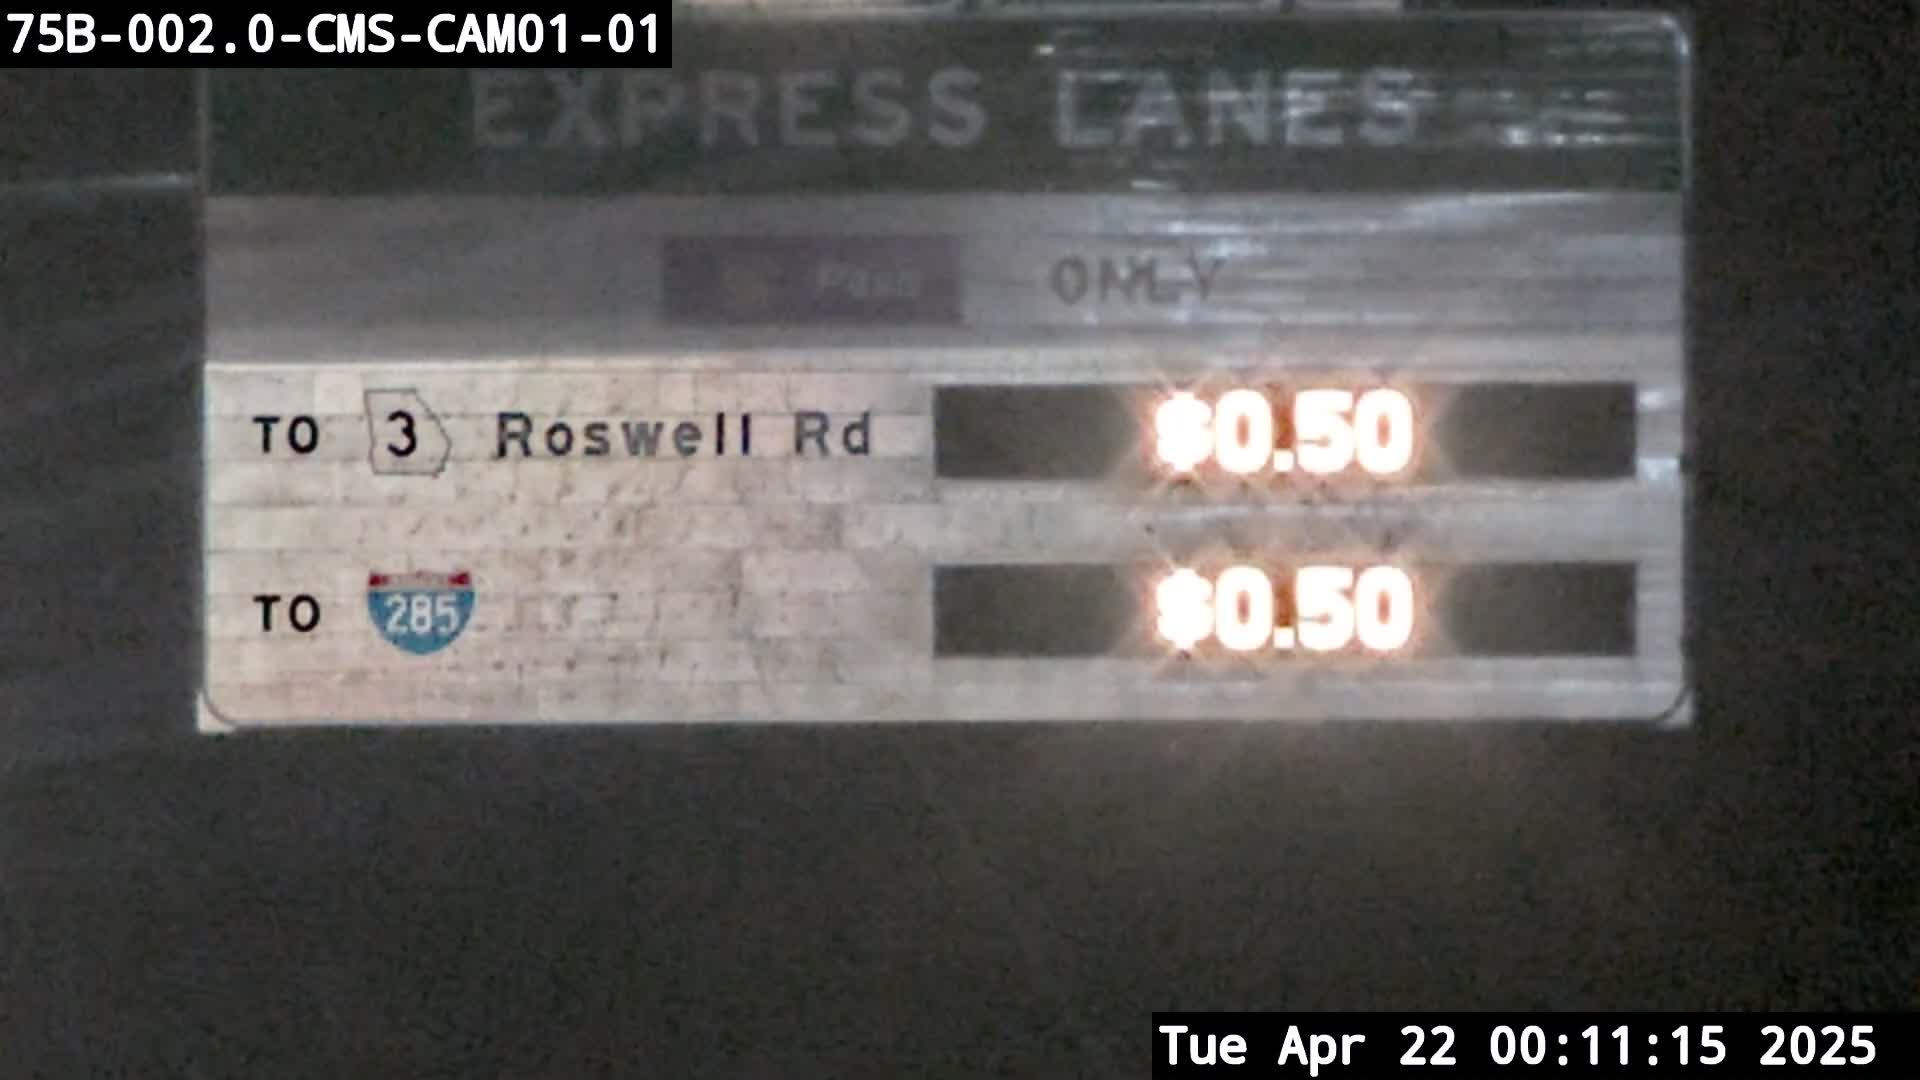 75B-002.0-CMS-CAM01-01
EXPRESS LANES
Pass ONLY
TO 3 Roswell Rd $0.50
TO 285 $0.50
Tue Apr 22 00:11:15 2025